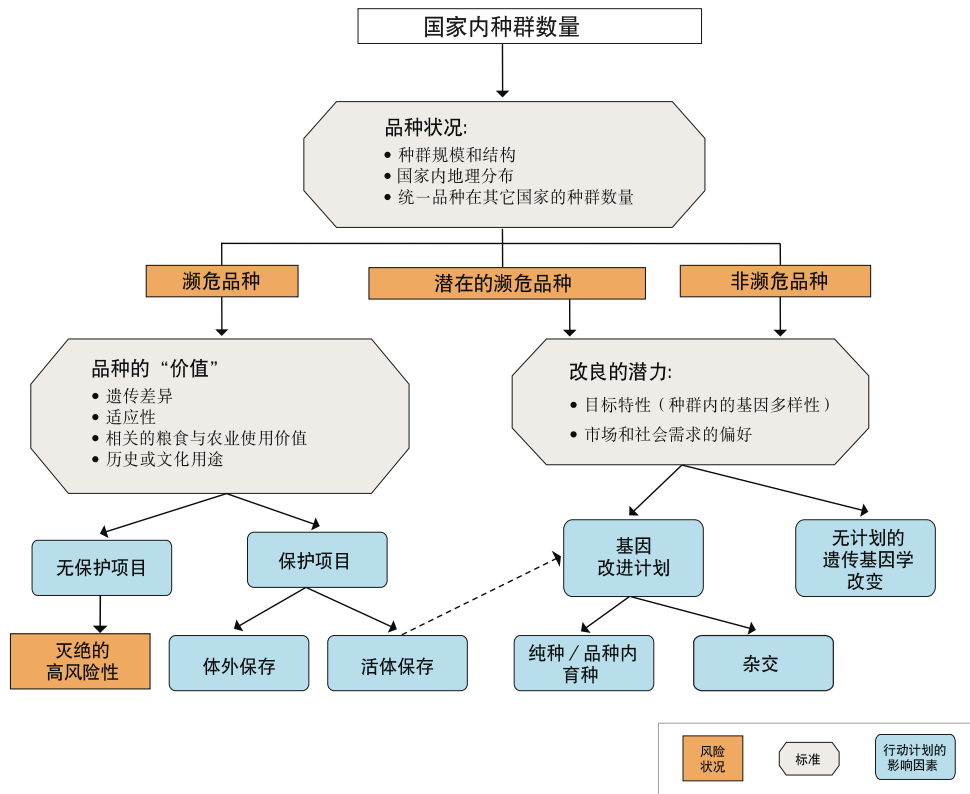 国家内种群数量
品种状况:
• 种群规模和结构
• 国家内地理分布
• 统一品种在其它国家的种群数量
濒危品种
潜在的濒危品种
非濒危品种
品种的“价值”
• 遗传差异
• 适应性
• 相关的粮食与农业使用价值
• 历史或文化用途
改良的潜力:
• 目标特性（种群内的基因多样性）
• 市场和社会需求的偏好
无保护项目
保护项目
基因
改进计划
无计划的
遗传基因学
改变
灭绝的
高风险性
体外保存
活体保存
纯种／品种内
育种
杂交
风险
状况
标准
行动计划的
影响因素